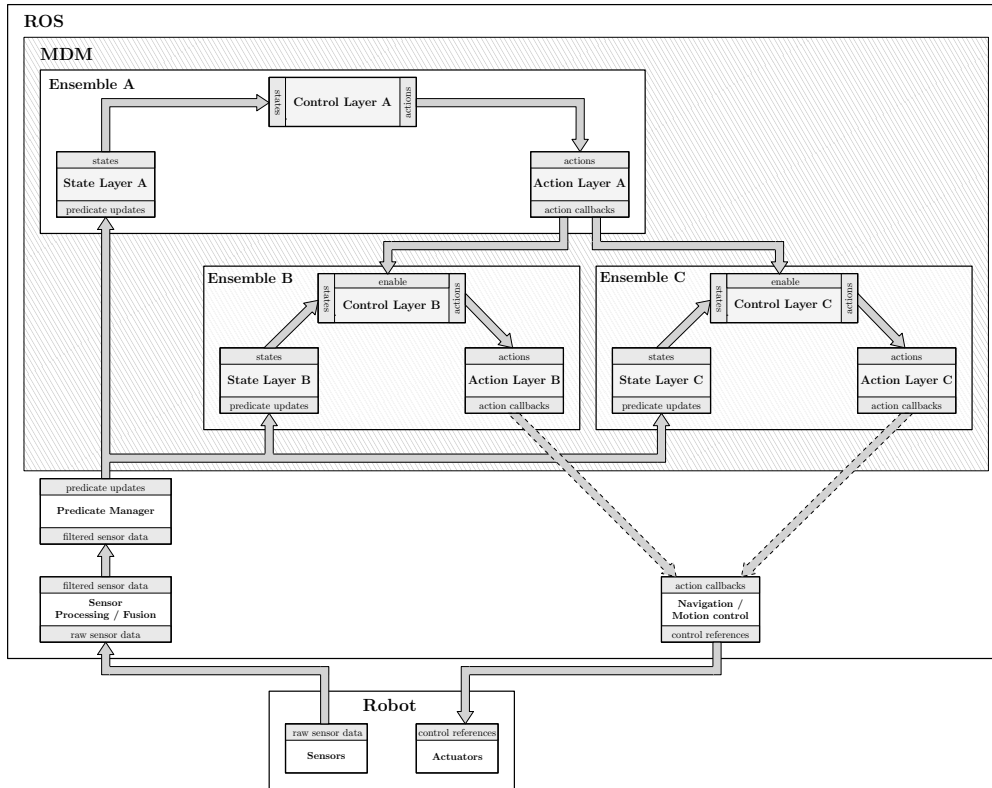 ROS
MDM
Ensemble A
states
Control Layer A
actions
states
State Layer A
predicate updates
actions
Action Layer A
action callbacks
Ensemble B
states
enable
Control Layer B
actions
states
State Layer B
predicate updates
actions
Action Layer B
action callbacks
Ensemble C
states
enable
Control Layer C
actions
states
State Layer C
predicate updates
actions
Action Layer C
action callbacks
predicate updates
Predicate Manager
filtered sensor data
filtered sensor data
Sensor
Processing / Fusion
raw sensor data
action callbacks
Navigation /
Motion control
control references
Robot
raw sensor data
Sensors
control references
Actuators